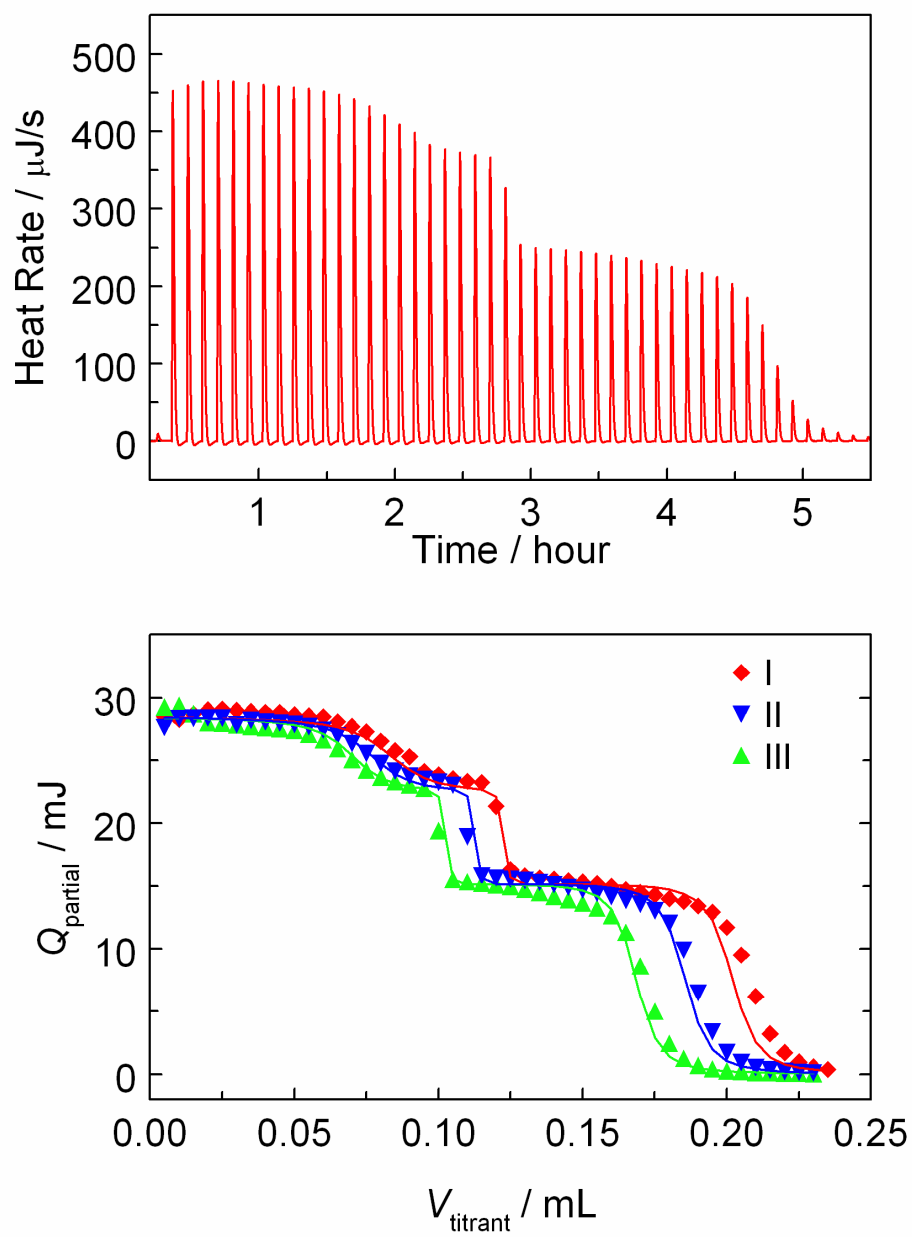 500
400
300
200
100
0
Heat Rate / μJ/s
1 2 3 4 5
Time / hour
30
20
10
0
Q partial / mJ
I
II
III
0.00 0.05 0.10 0.15 0.20 0.25
V titrant / mL